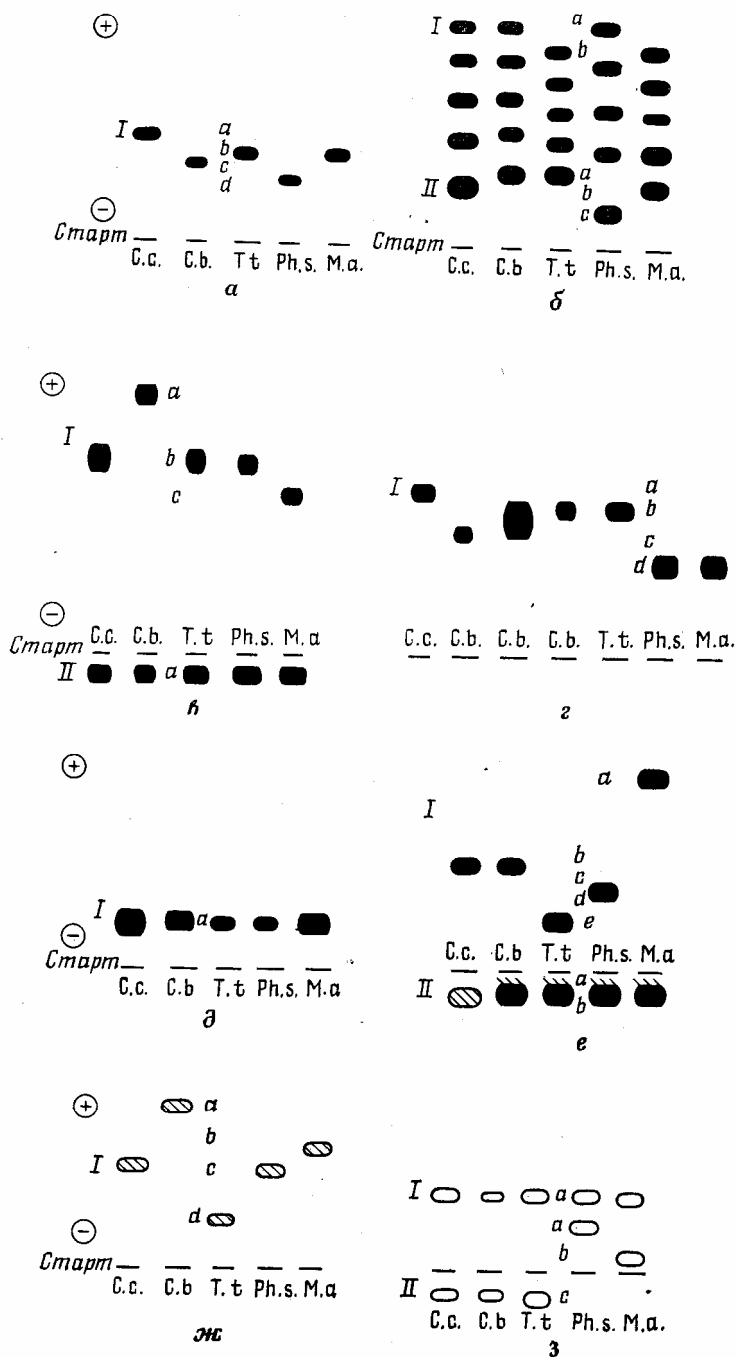 ⊕
I a
b
c
d
⊖
Старт
C.c. C.b. T t Ph.s. M.a.
а
I a
b
II a
b
c
Старт
C.c. C.b T.t Ph.s. M.a.
б
⊕
a
I
b
c
⊖
Старт C.c. C.b. T.t Ph.s. M.a
II a
в
I a
b
c
d
C.c. C.b. C.b. C.b. T.t. Ph.s M.a.
г
⊕
I a
⊖
Старт
C.c. C.b T.t Ph.s. M.a
д
a
I
b
c
d
e
C.c. C.b T.t Ph.s. M.a
II a
b
е
⊕ a
b
I c
d
⊖
Старт
C.c. C.b T.t Ph.s. M.a
ж
I a
a
b
II c
C.c. C.b T.t Ph.s. M.a.
з